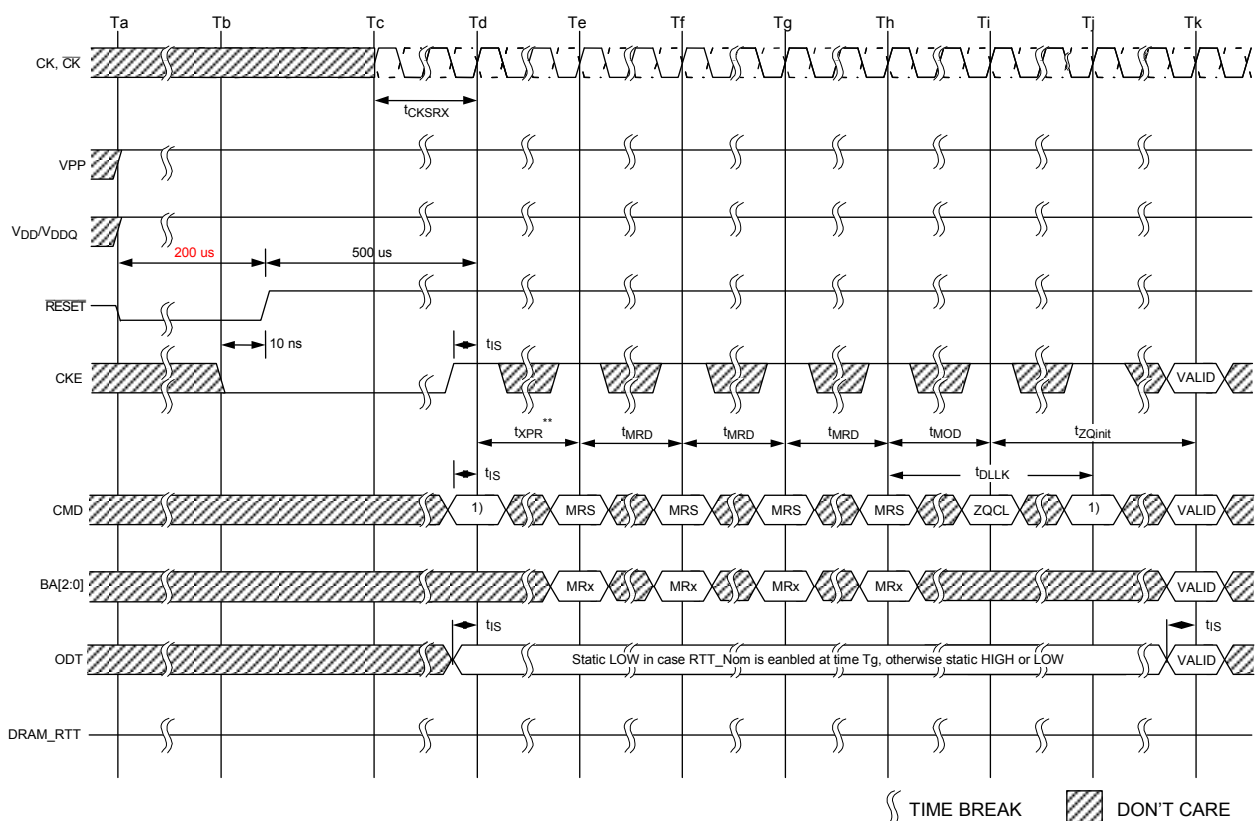 Ta Tb Tc Td Te Tf Tg Th Ti Tj Tk
CK, CK
tCKSRX
VPP
VDD/VDDQ
200 us 500 us
RESET
10 ns tIS
CKE VALID
tXPR** tMRD tMRD tMRD tMOD tZQinit
tIS tDLLK
CMD 1) MRS MRS MRS MRS ZQCL 1) VALID
BA[2:0] MRx MRx MRx MRx VALID
tIS tIS
ODT Static LOW in case RTT_Nom is eanbled at time Tg, otherwise static HIGH or LOW VALID
DRAM_RTT
TIME BREAK DON'T CARE